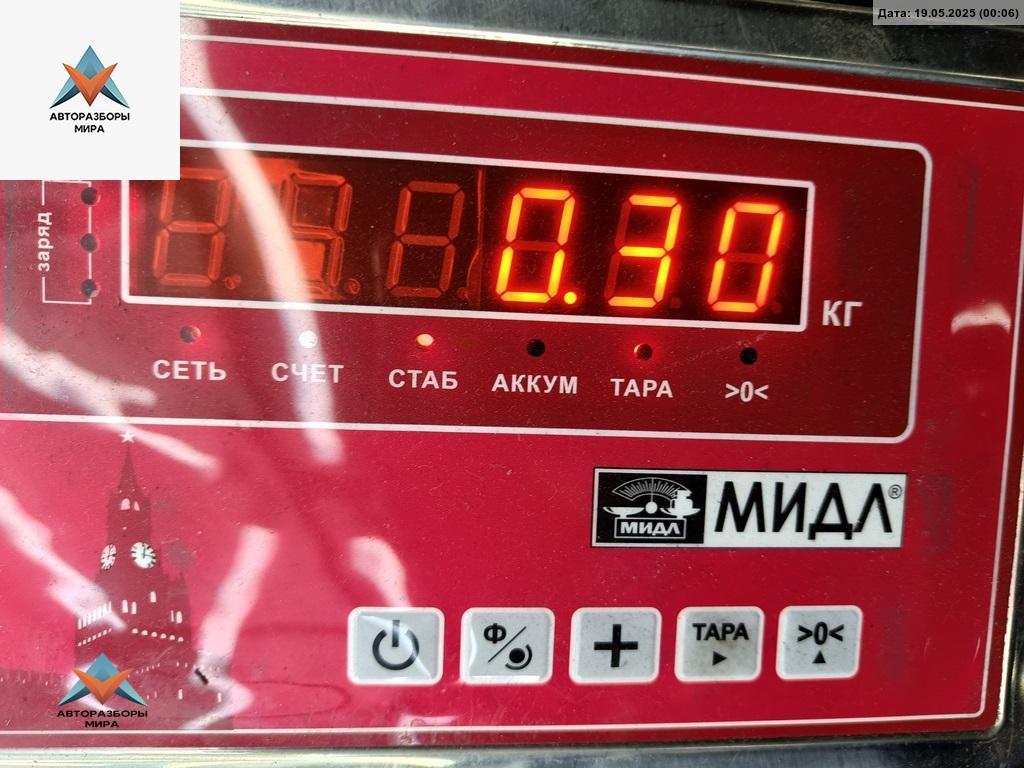 Дата: 19.05.2025 (00:06)
АВТОРАЗБОРЫ
МИРА
заряд
0.30
КГ
СЕТЬ СЧЕТ СТАБ АККУМ ТАРА >0<
МИДЛ МИДЛ®
Ф ТАРА >0<
АВТОРАЗБОРЫ
МИРА